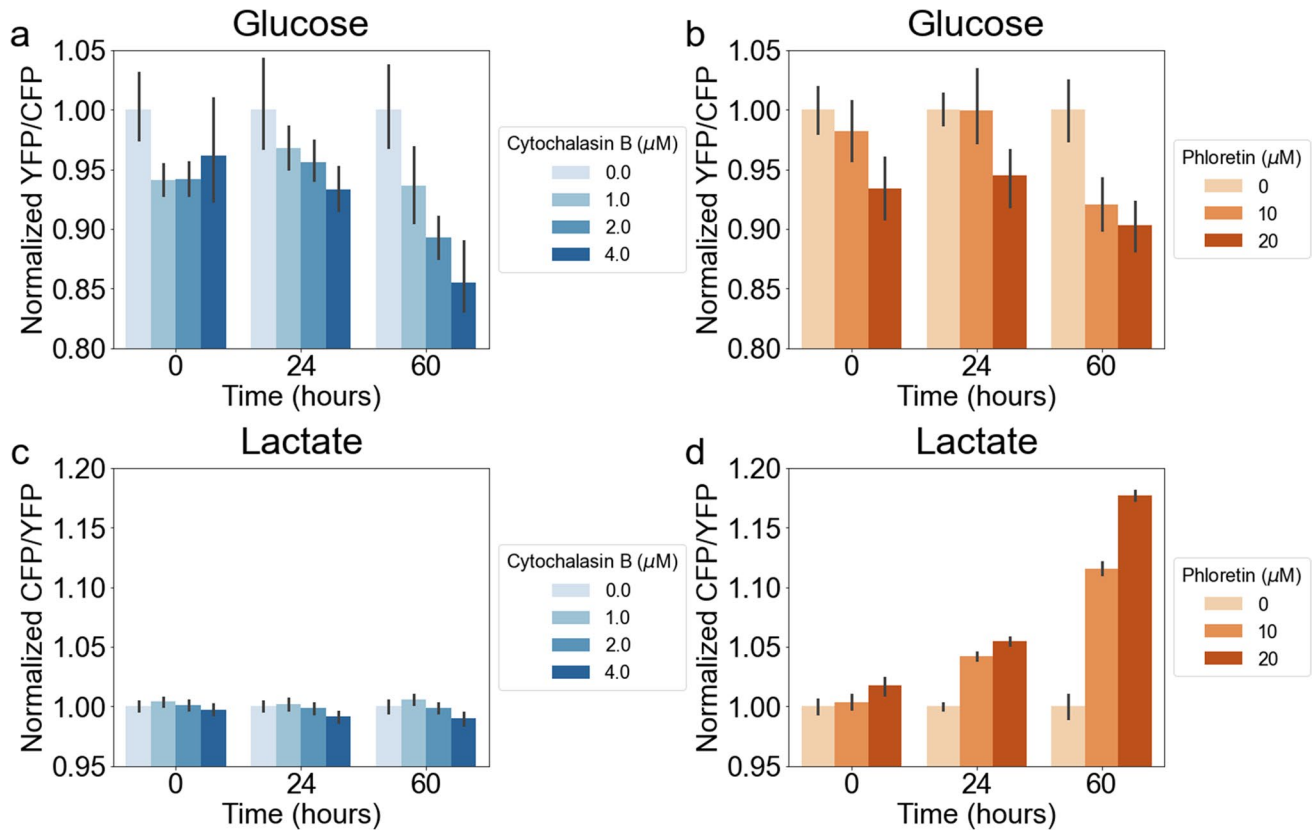 a
Glucose
Normalized YFP/CFP
1.05
1.00
0.95
0.90
0.85
0.80
0 24 60
Time (hours)
Cytochalasin B (μM)
0.0
1.0
2.0
4.0
b
Glucose
Normalized YFP/CFP
1.05
1.00
0.95
0.90
0.85
0.80
0 24 60
Time (hours)
Phloretin (μM)
0
10
20
c
Lactate
Normalized CFP/YFP
1.20
1.15
1.10
1.05
1.00
0.95
0 24 60
Time (hours)
Cytochalasin B (μM)
0.0
1.0
2.0
4.0
d
Lactate
Normalized CFP/YFP
1.20
1.15
1.10
1.05
1.00
0.95
0 24 60
Time (hours)
Phloretin (μM)
0
10
20